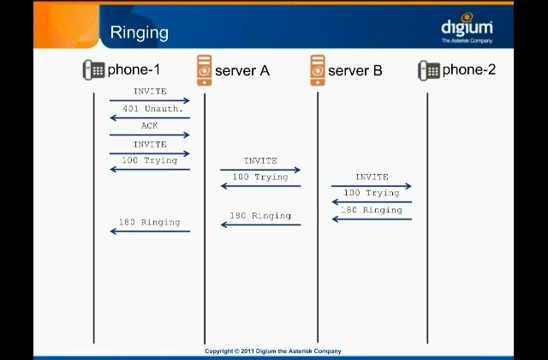 Ringing
digium
The Asterisk Company
phone-1
server A
server B
phone-2
INVITE
401 Unauth.
ACK
INVITE
100 Trying
INVITE
100 Trying
INVITE
100 Trying
180 Ringing
180 Ringing
180 Ringing
Copyright © 2011 Digium the Asterisk Company